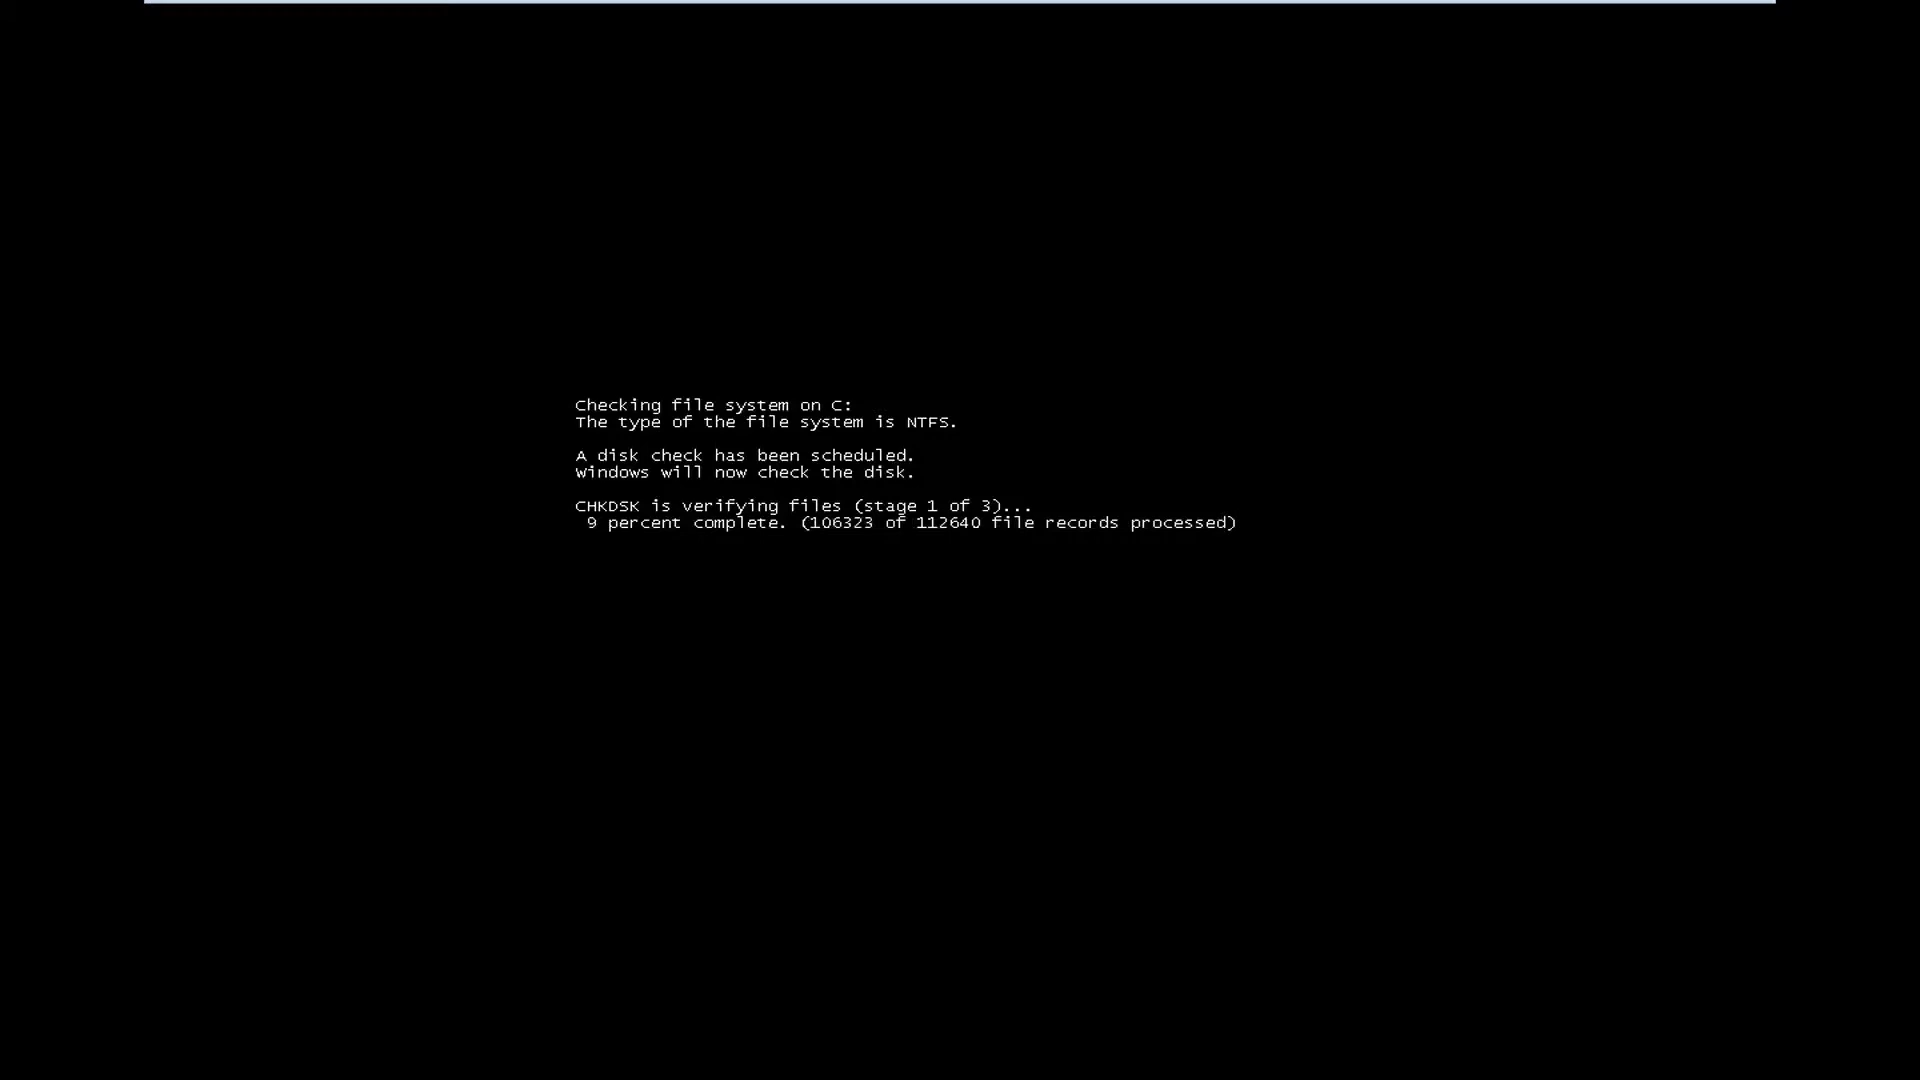 Checking file system on C:
The type of the file system is NTFS.
A disk check has been scheduled.
Windows will now check the disk.
CHKDSK is verifying files (stage 1 of 3)...
9 percent complete. (106323 of 112640 file records processed)